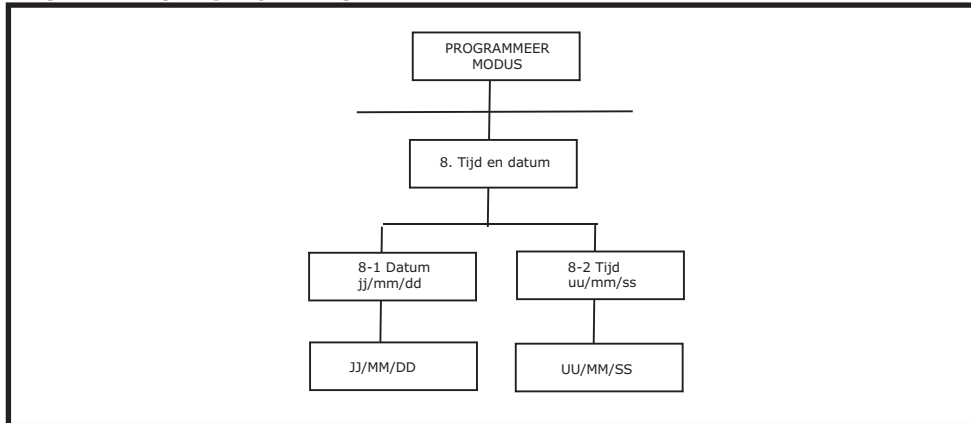 PROGRAMMEER
MODUS
8. Tijd en datum
8-1 Datum
jj/mm/dd
8-2 Tijd
uu/mm/ss
JJ/MM/DD
UU/MM/SS